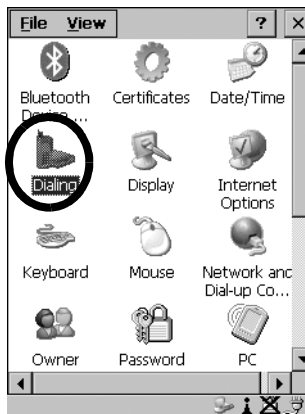 File View ? ×
Bluetooth Certificates Date/Time
Device ...
Dialing Display Internet
Options
Keyboard Mouse Network and
Dial-up Co...
Owner Password PC